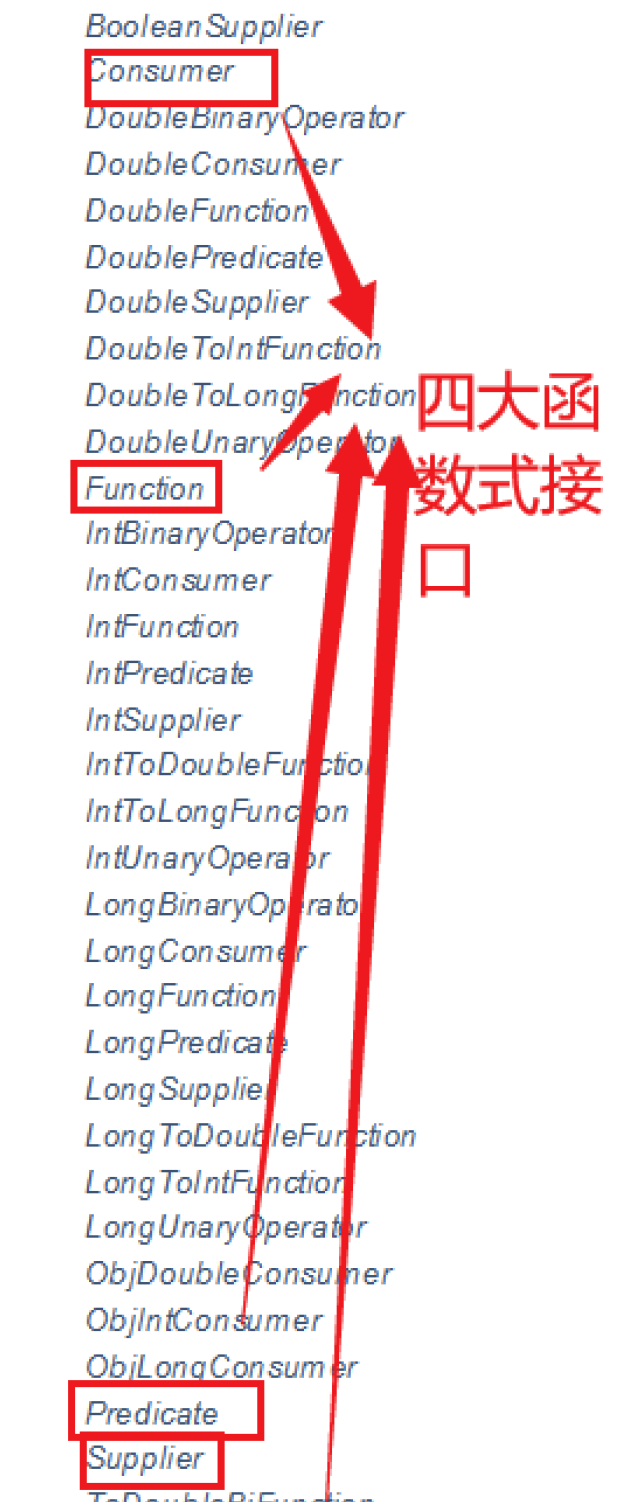 BooleanSupplier
Consumer
DoubleBinaryOperator
DoubleConsumer
DoubleFunction
DoublePredicate
DoubleSupplier
DoubleToIntFunction
DoubleToLongFunction
DoubleUnaryOperator
Function
IntBinaryOperator
IntConsumer
IntFunction
IntPredicate
IntSupplier
IntToDoubleFunction
IntToLongFunction
IntUnaryOperator
LongBinaryOperator
LongConsumer
LongFunction
LongPredicate
LongSupplier
LongToDoubleFunction
LongToIntFunction
LongUnaryOperator
ObjDoubleConsumer
ObjIntConsumer
ObjLongConsumer
Predicate
Supplier
ToDoubleBiFunction
四大函
数式接
口